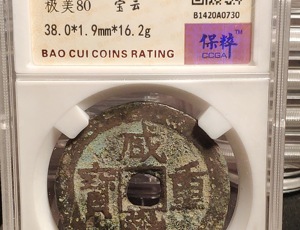 极美80 宝云
38.0*1.9mm*16.2g
B1420A0730
BAO CUI COINS RATING
保粹 TM
CCGA
咸
寶 重